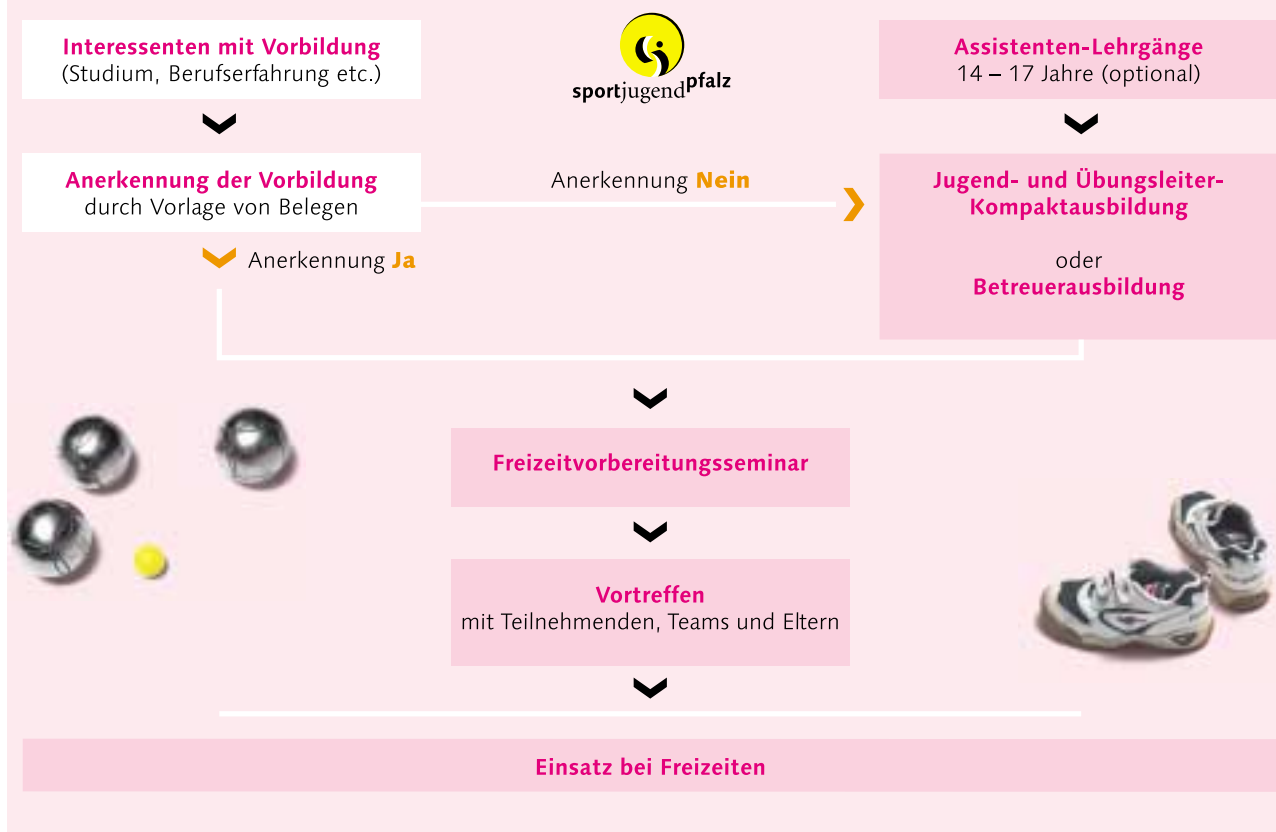 Interessenten mit Vorbildung
(Studium, Berufserfahrung etc.)
sportjugendpfalz
Assistenten-Lehrgänge
14 – 17 Jahre (optional)
Anerkennung der Vorbildung
durch Vorlage von Belegen
Anerkennung Nein
Jugend- und Übungsleiter-
Kompaktausbildung
oder
Betreuerausbildung
Anerkennung Ja
Freizeitvorbereitungsseminar
Vortreffen
mit Teilnehmenden, Teams und Eltern
Einsatz bei Freizeiten